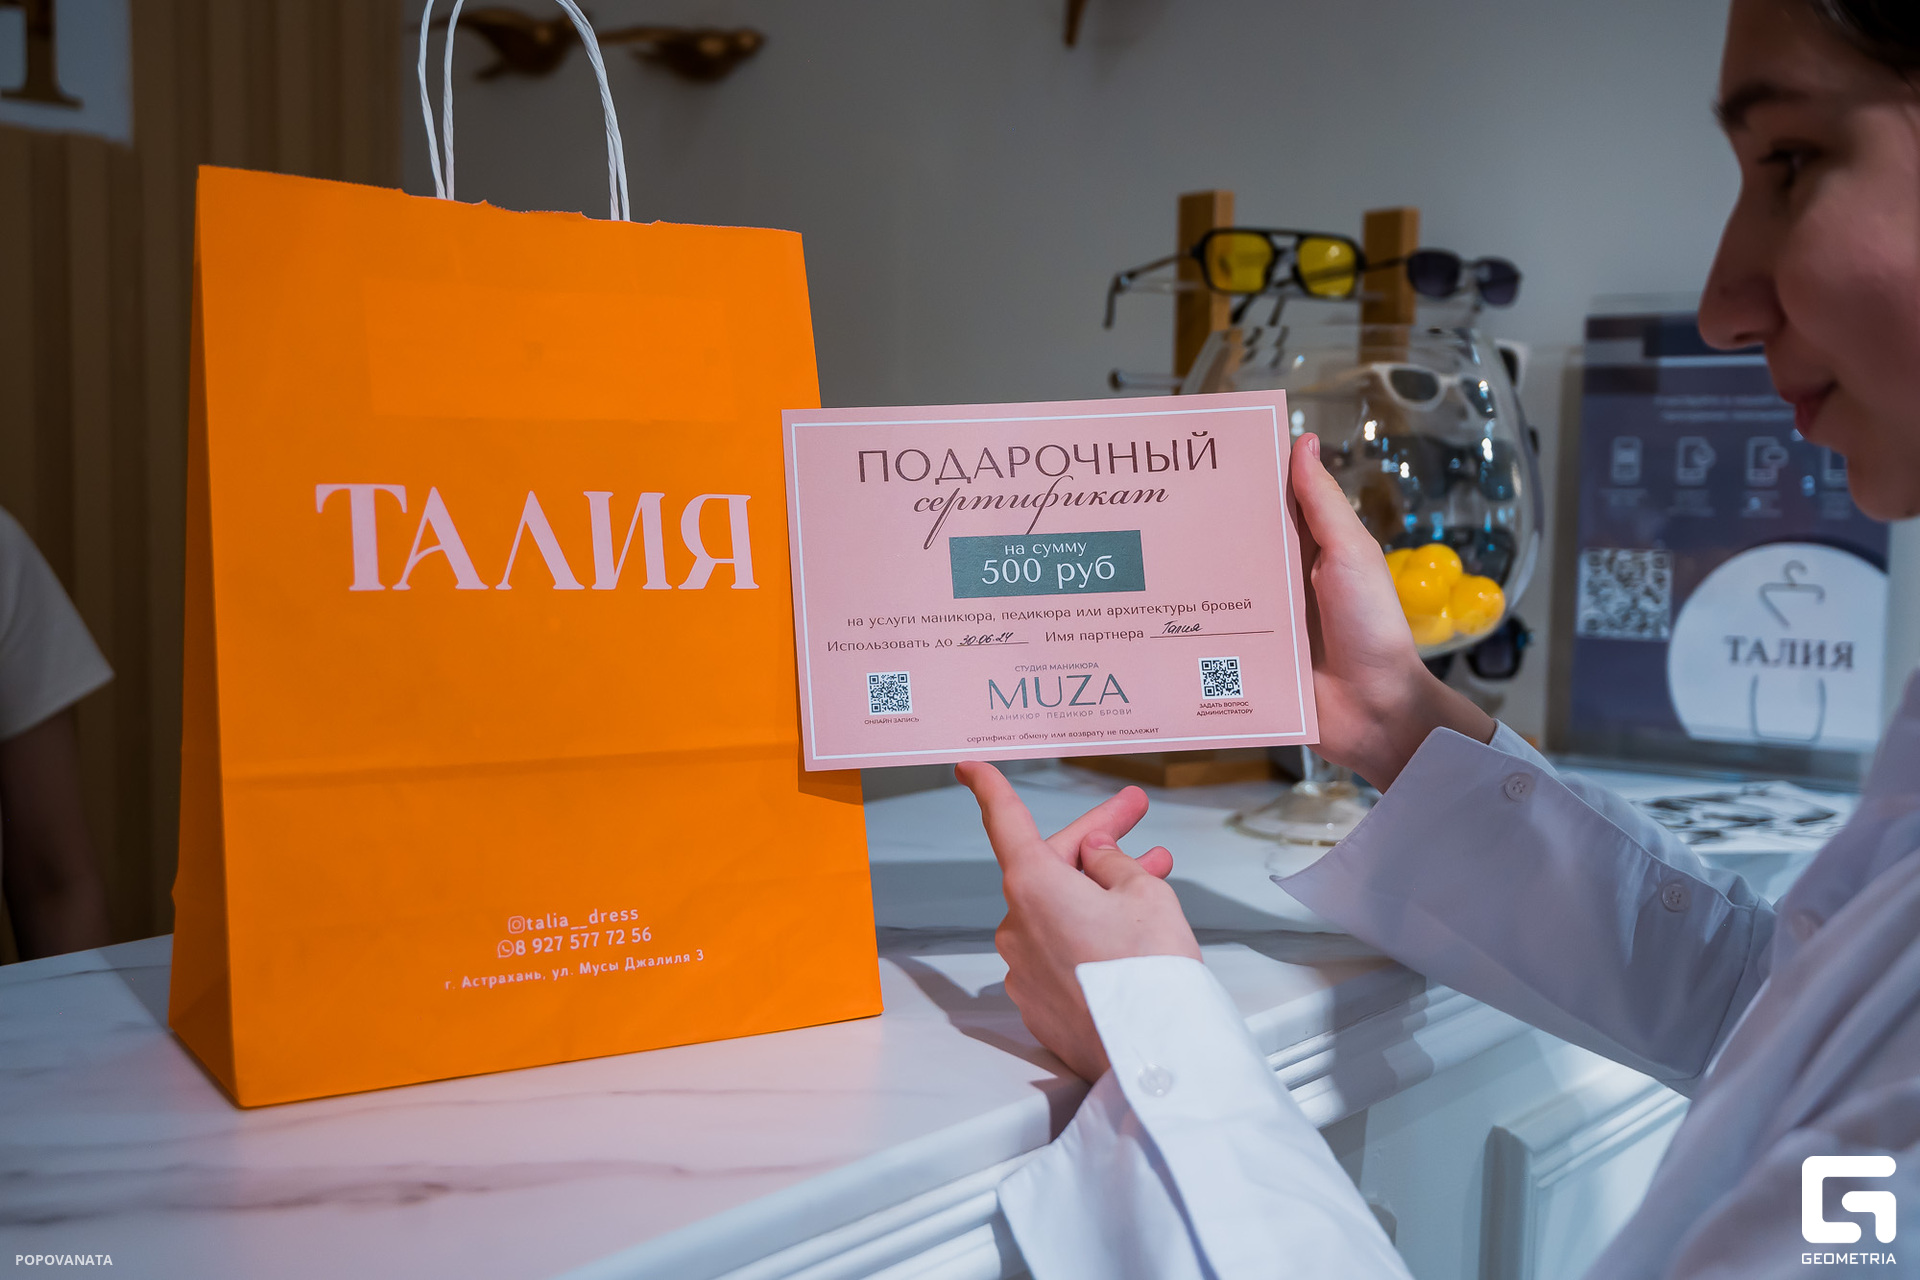 ТАЛИЯ
talia__dress
8 927 577 72 56
г. Астрахань, ул. Мусы Джалиля 3
ПОДАРОЧНЫЙ
сертификат
на сумму
500 руб
на услуги маникюра, педикюра или архитектуры бровей
Использовать до 30.06.24 Имя партнера Талия
СТУДИЯ МАНИКЮРА
MUZA
МАНИКЮР ПЕДИКЮР БРОВИ
ОНЛАЙН ЗАПИСЬ
ЗАДАТЬ ВОПРОС
АДМИНИСТРАТОРУ
сертификат обмену или возврату не подлежит
ТАЛИЯ
POPOVANATA
GEOMETRIA